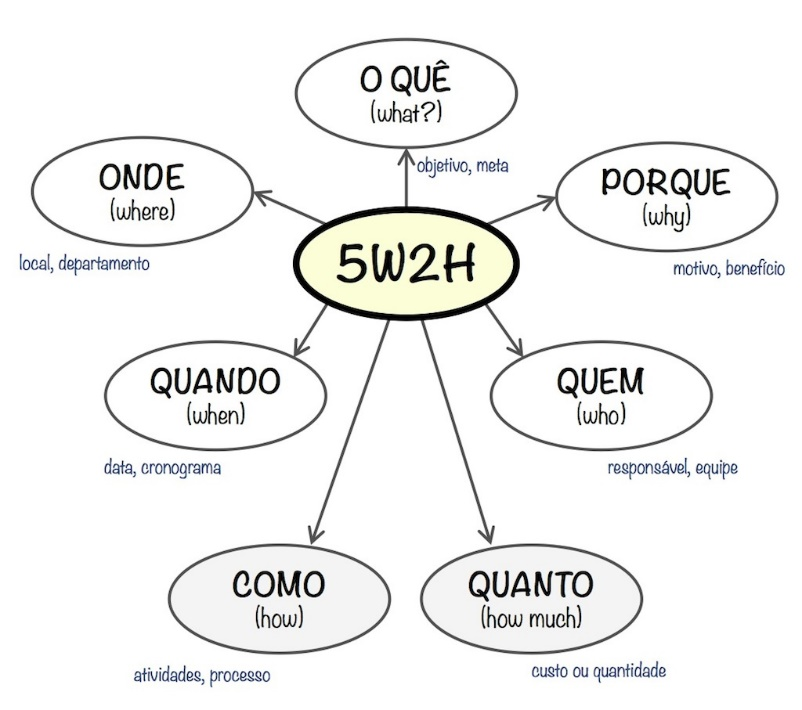 O QUÊ
(what?)
objetivo, meta
ONDE
(where)
local, departamento
PORQUE
(why)
motivo, benefício
5W2H
QUANDO
(when)
data, cronograma
QUEM
(who)
responsável, equipe
COMO
(how)
atividades, processo
QUANTO
(how much)
custo ou quantidade